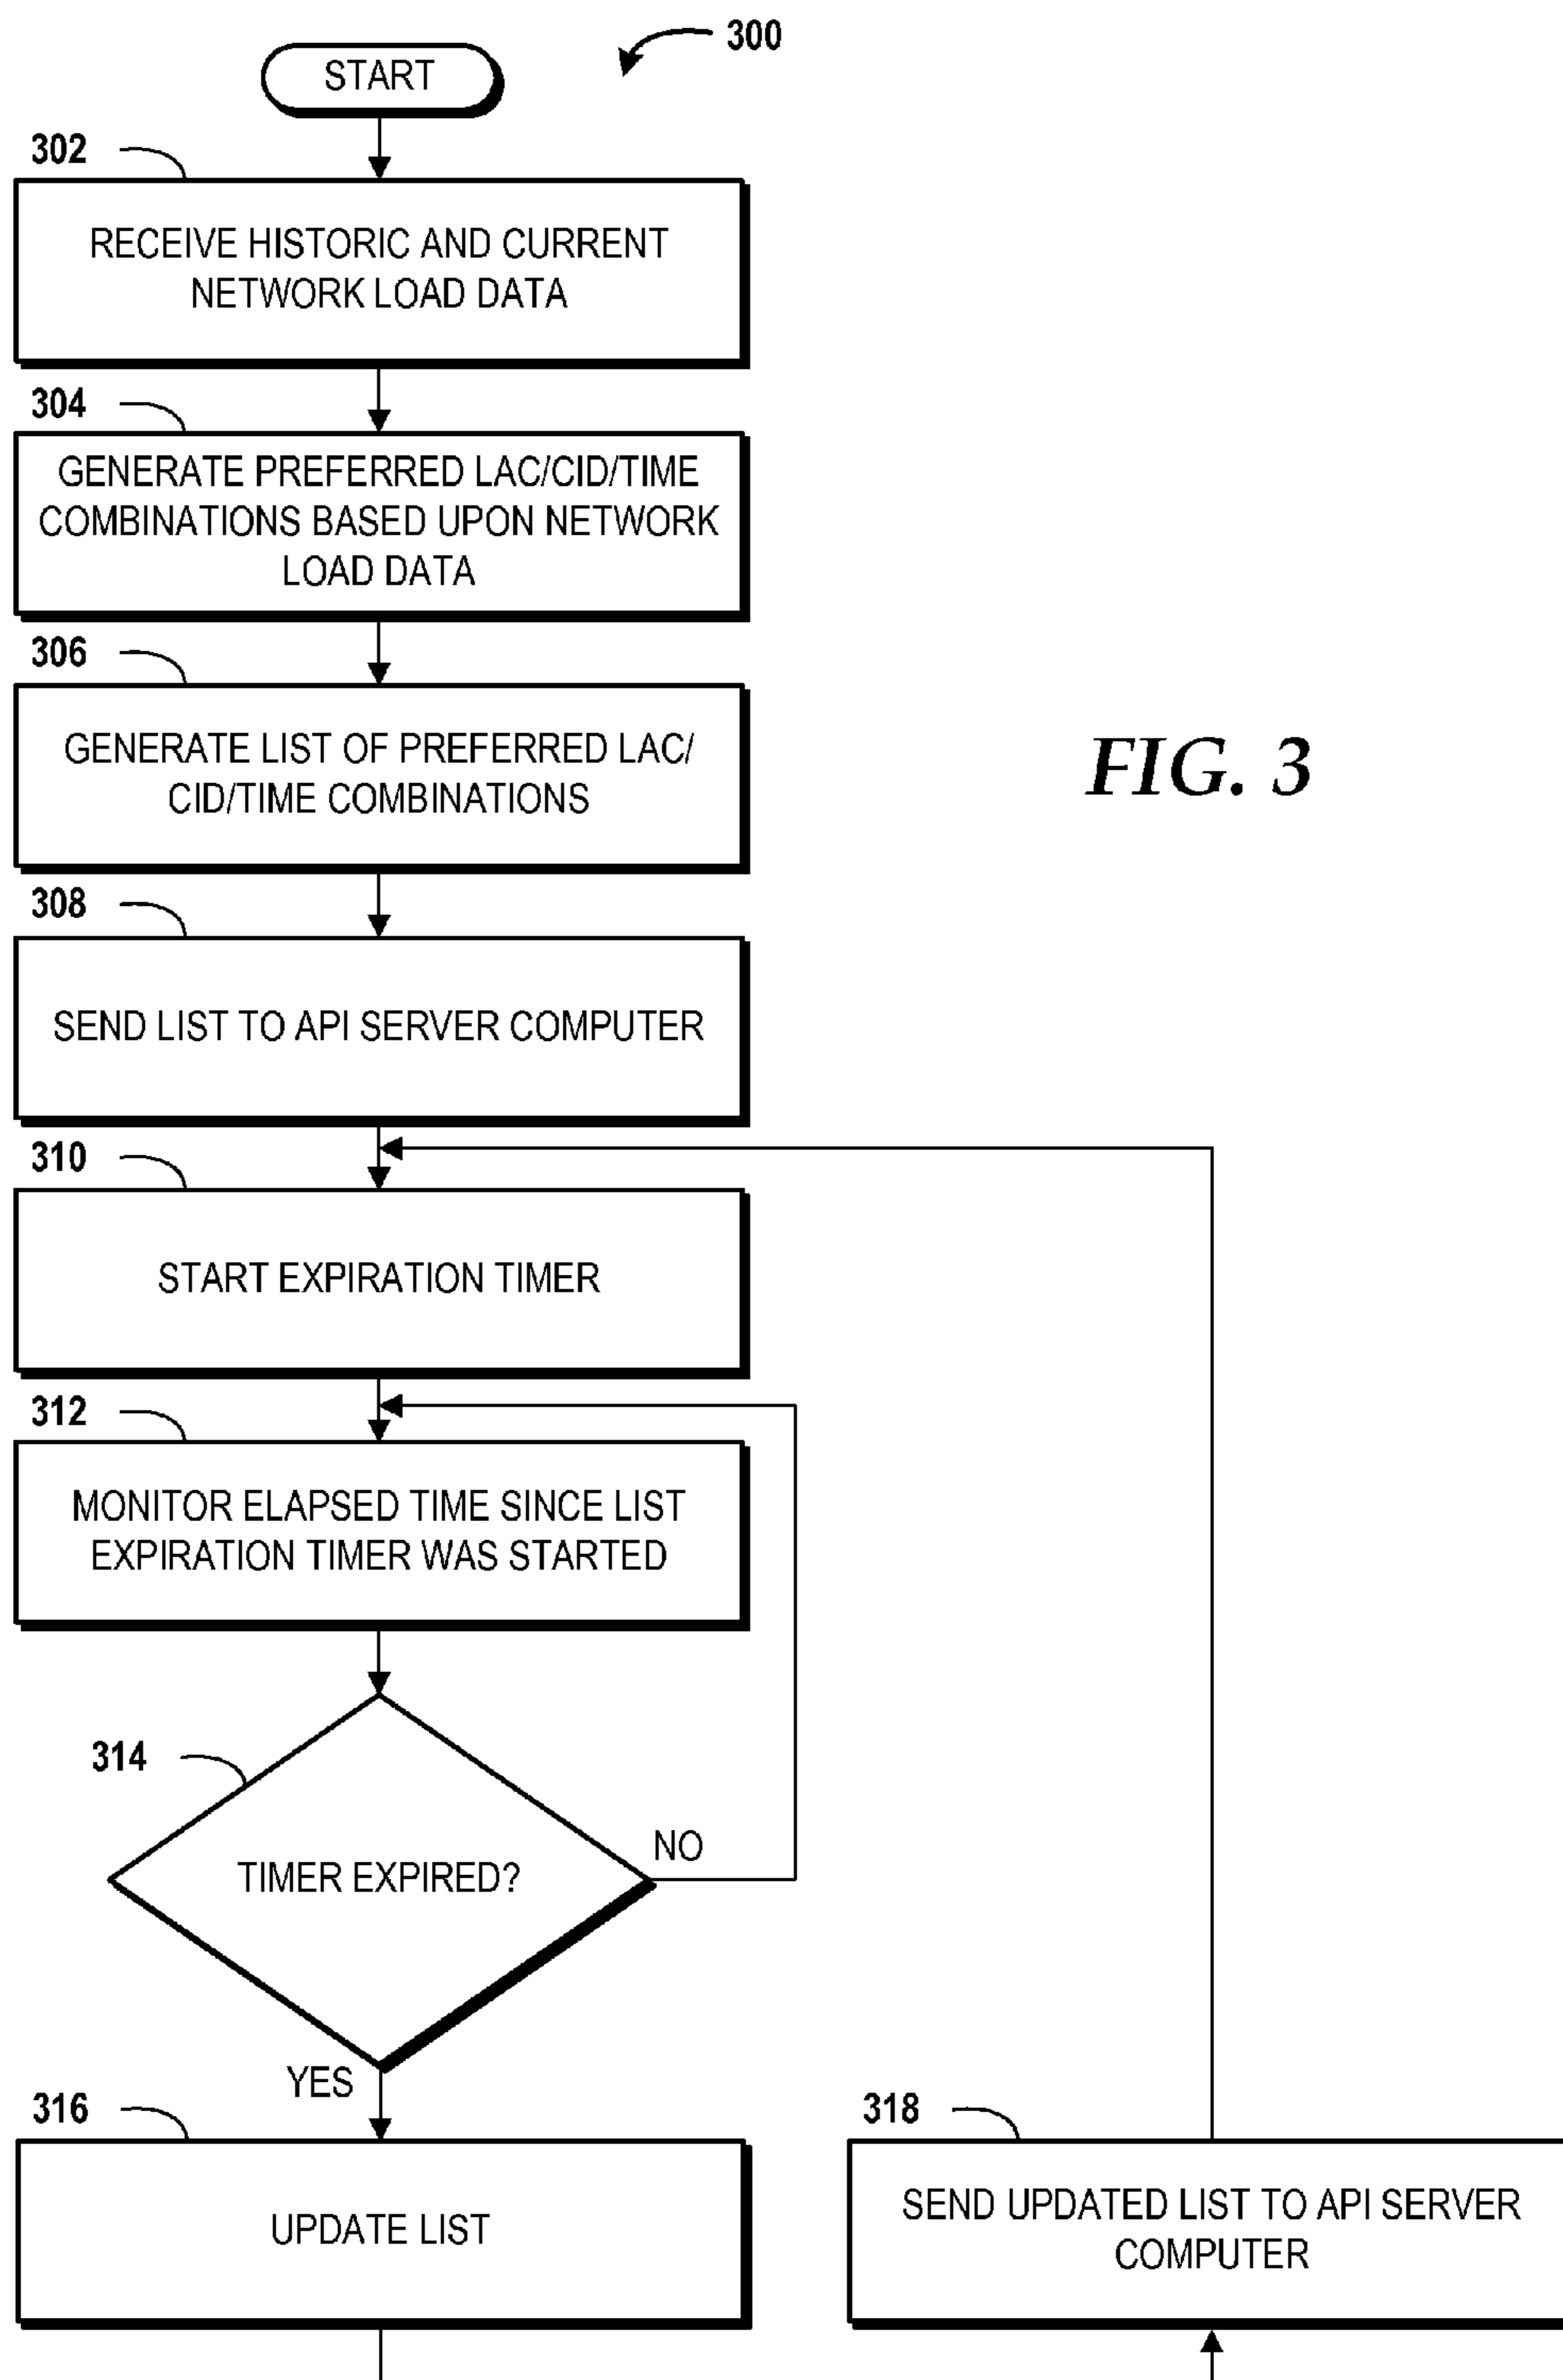 300
START
302
RECEIVE HISTORIC AND CURRENT
NETWORK LOAD DATA
304
GENERATE PREFERRED LAC/CID/TIME
COMBINATIONS BASED UPON NETWORK
LOAD DATA
306
GENERATE LIST OF PREFERRED LAC/
CID/TIME COMBINATIONS
FIG. 3
308
SEND LIST TO API SERVER COMPUTER
310
START EXPIRATION TIMER
312
MONITOR ELAPSED TIME SINCE LIST
EXPIRATION TIMER WAS STARTED
314
TIMER EXPIRED?
NO
YES
316
UPDATE LIST
318
SEND UPDATED LIST TO API SERVER
COMPUTER